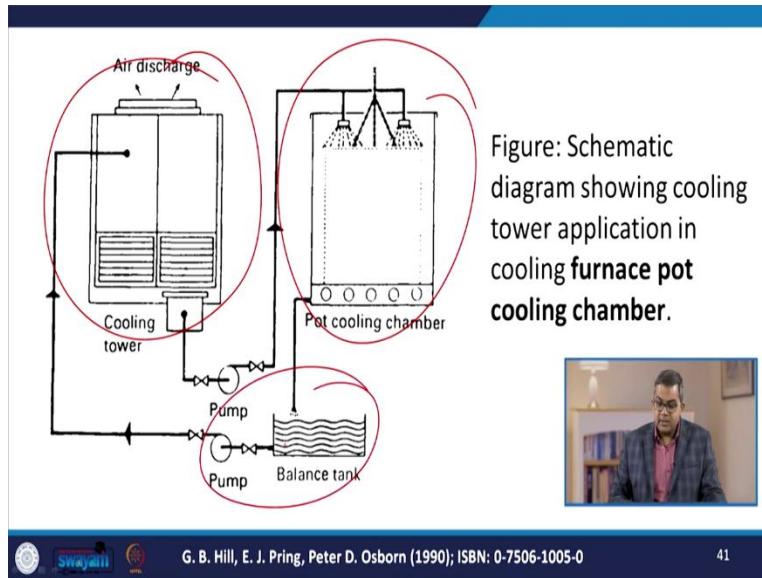 Air discharge
Cooling
tower
Pump
Pump
Pot cooling chamber
Balance tank
Figure: Schematic
diagram showing cooling
tower application in
cooling furnace pot
cooling chamber.
swayam
G. B. Hill, E. J. Pring, Peter D. Osborn (1990); ISBN: 0-7506-1005-0
41